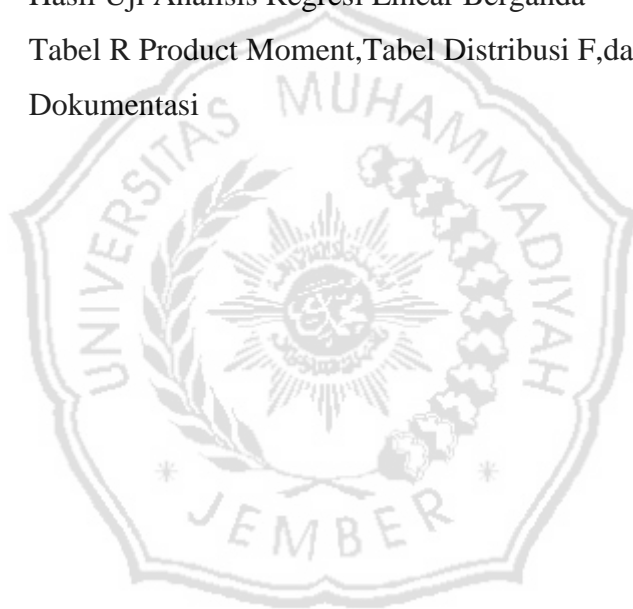 Hasil Uji Analisis Regresi Linear Berganda
Tabel R Product Moment,Tabel Distribusi F,da
Dokumentasi
UNIVERSITAS MUHAMMADIYAH
* JEMBER *